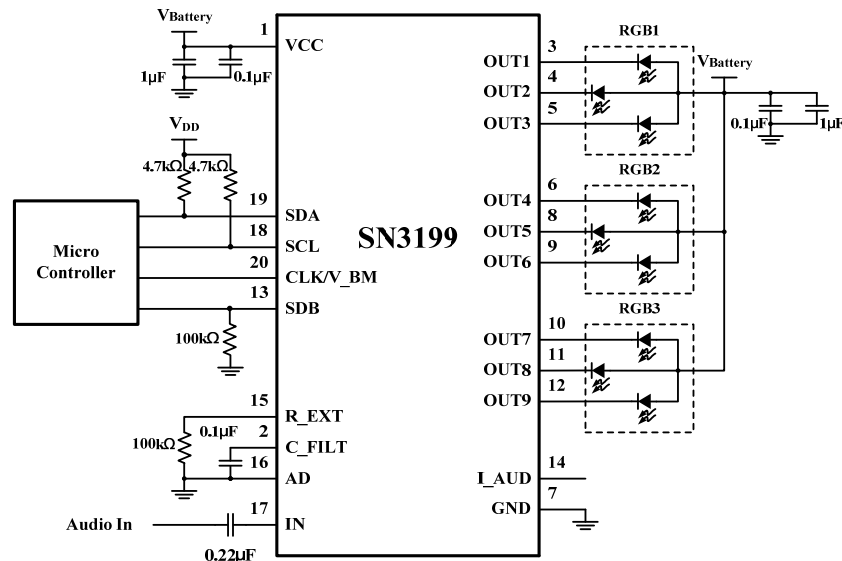 VBattery
1
VCC
1μF
0.1μF
VDD
4.7kΩ
4.7kΩ
19
SDA
18
SCL
20
CLK/V_BM
13
SDB
Micro
Controller
100kΩ
15
R_EXT
100kΩ
0.1μF
2
C_FILT
16
AD
17
IN
Audio In
0.22μF
SN3199
RGB1
3
OUT1
4
OUT2
5
OUT3
VBattery
0.1μF
1μF
RGB2
6
OUT4
8
OUT5
9
OUT6
RGB3
10
OUT7
11
OUT8
12
OUT9
14
I_AUD
7
GND